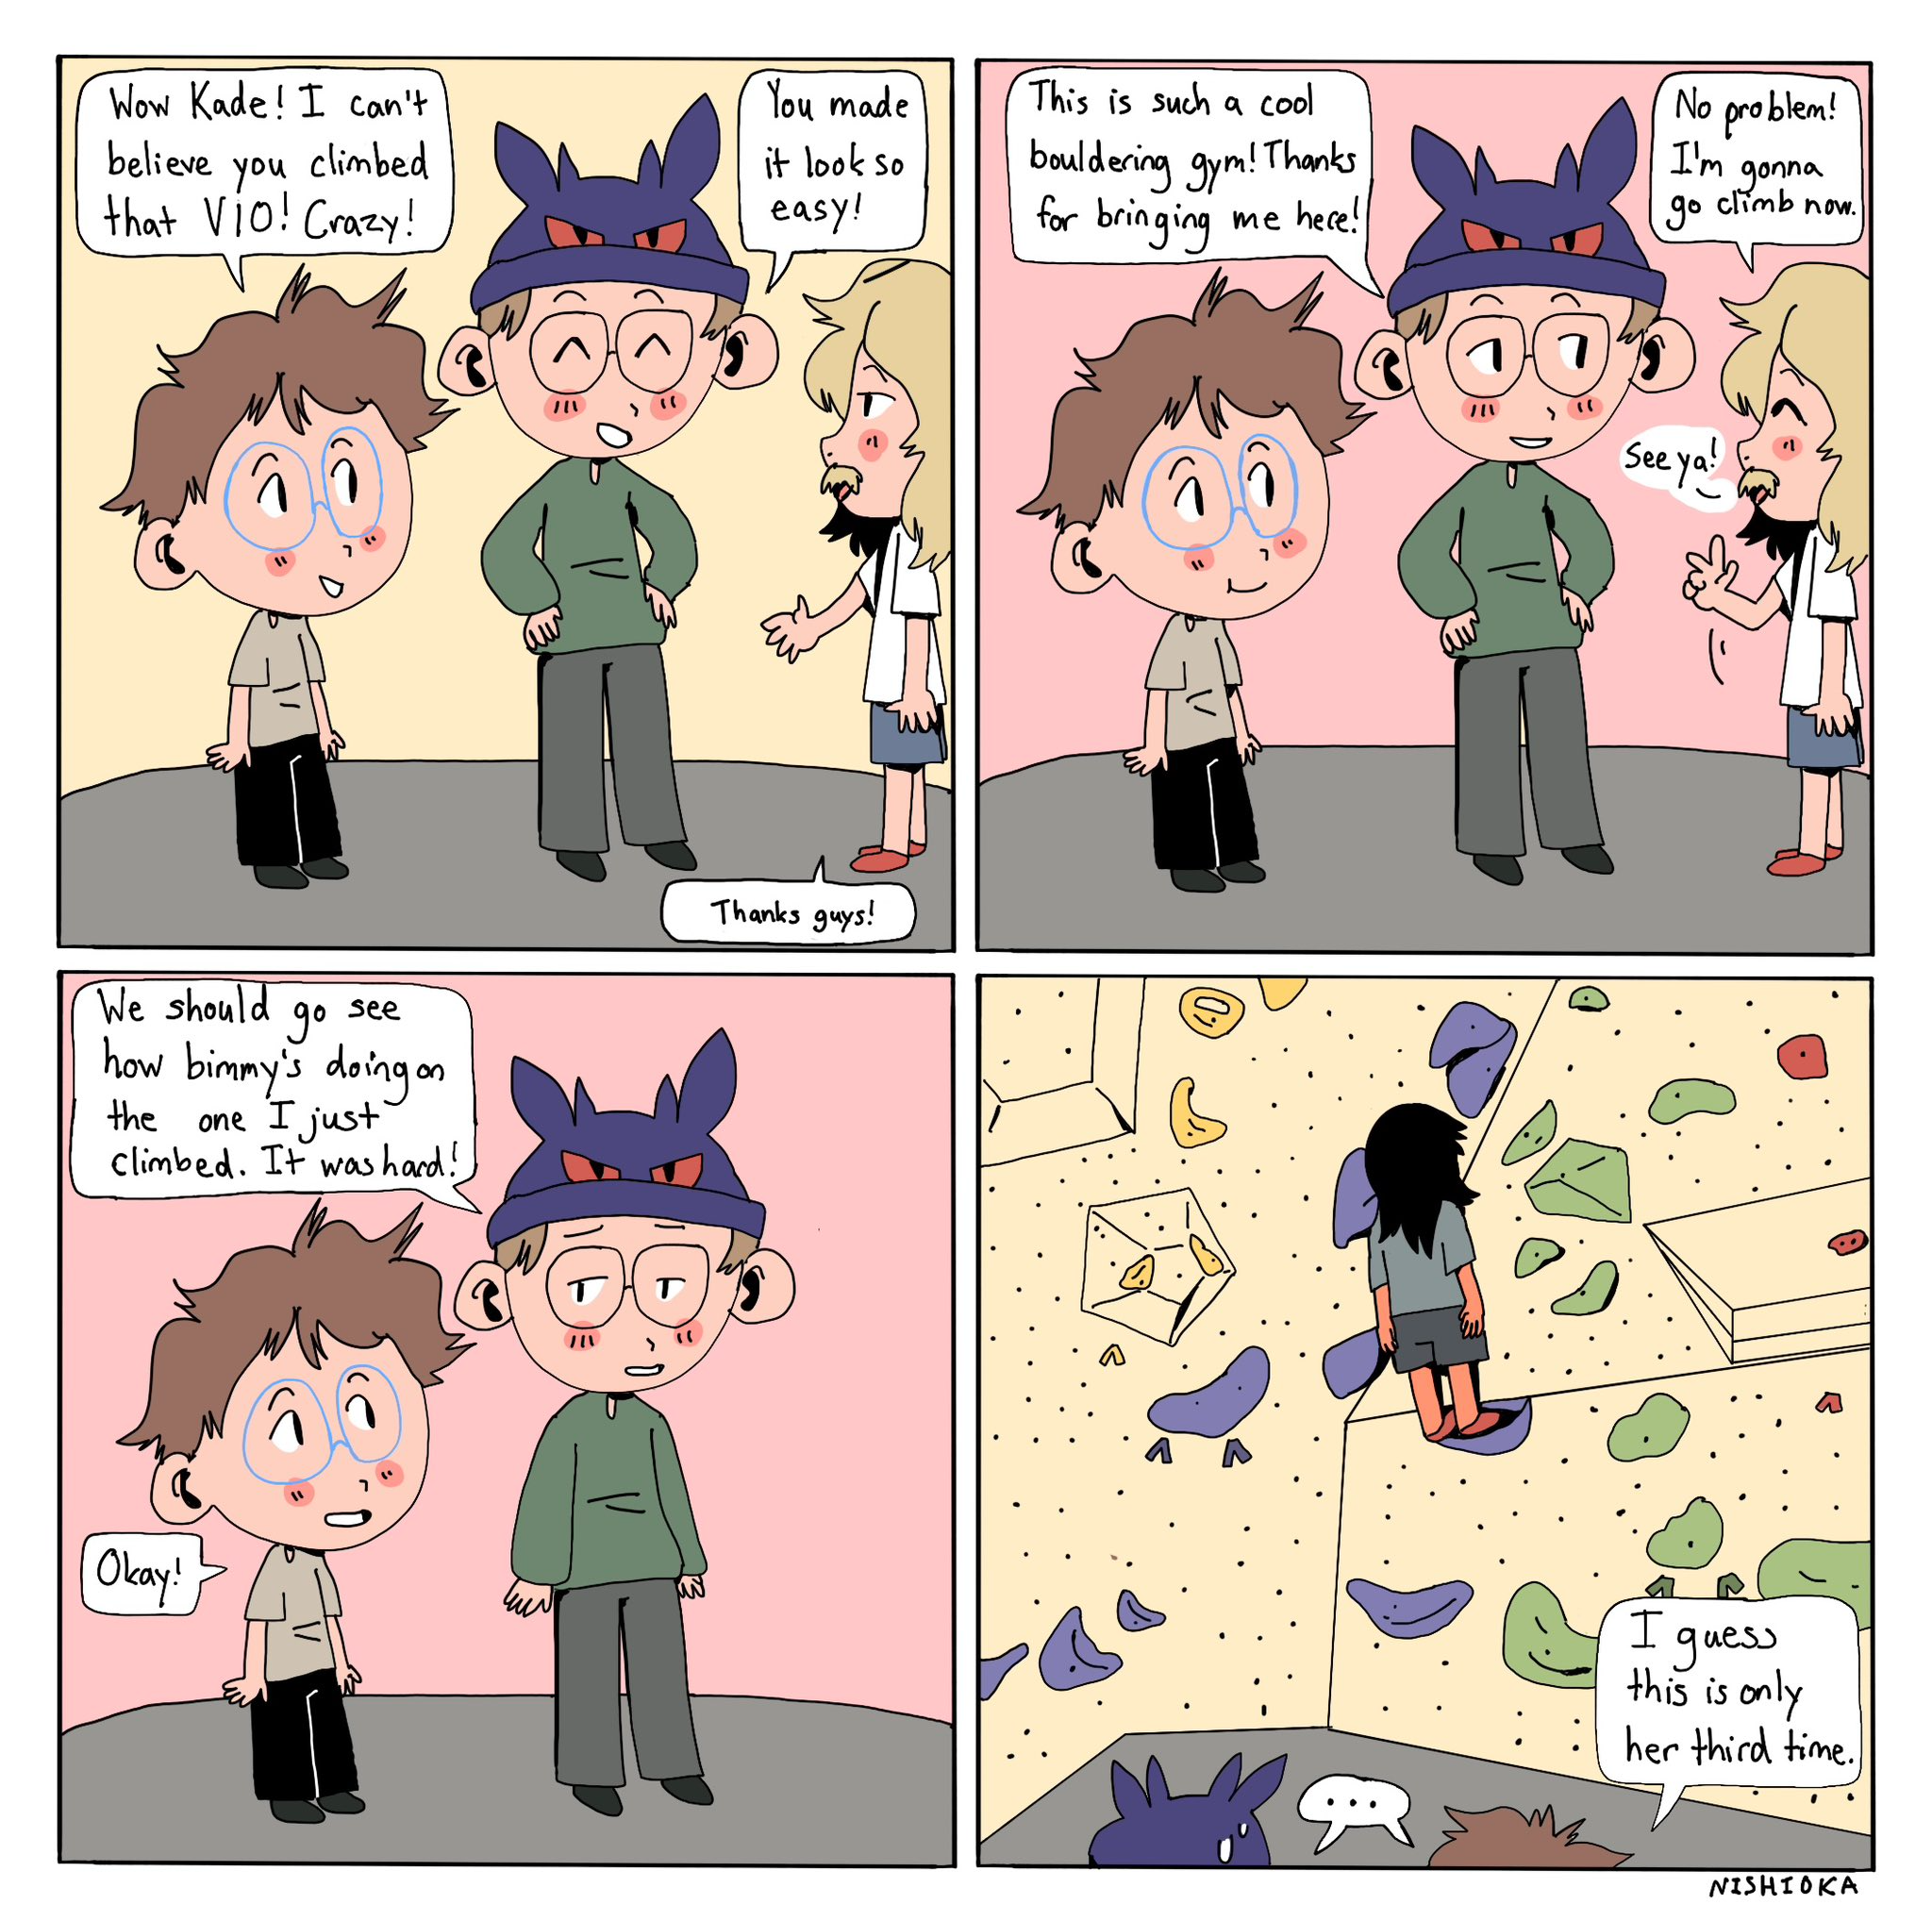 Wow Kade! I can't
believe you climbed
that V10! Crazy!
You made
it look so
easy!
Thanks guys!
This is such a cool
bouldering gym! Thanks
for bringing me here!
No problem!
I'm gonna
go climb now.
See ya!
We should go see
how bimmy's doing on
the one I just
climbed. It was hard!
Okay!
...
I guess
this is only
her third time.
NISHIOKA